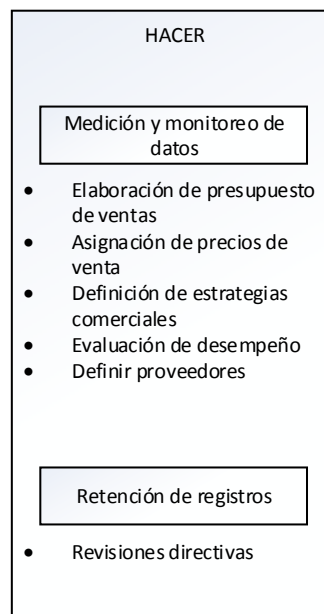 HACER
Medición y monitoreo de
datos
• Elaboración de presupuesto
de ventas
• Asignación de precios de
venta
• Definición de estrategias
comerciales
• Evaluación de desempeño
• Definir proveedores
Retención de registros
• Revisiones directivas